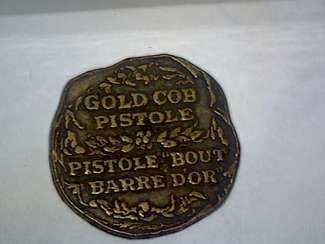 GOLD COB
PISTOLE
PISTOLE "BOUT
"BARRE D'OR"